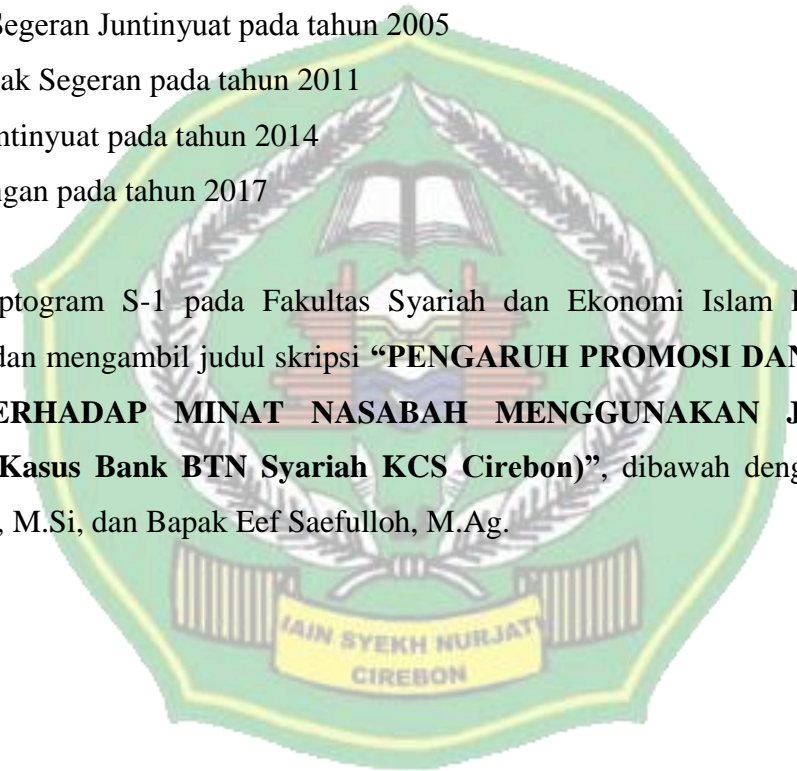 Segeran Juntinyuat pada tahun 2005
ak Segeran pada tahun 2011
ntinyuat pada tahun 2014
ngan pada tahun 2017
ptogram S-1 pada Fakultas Syariah dan Ekonomi Islam
dan mengambil judul skripsi “PENGARUH PROMOSI DAN
ERHADAP MINAT NASABAH MENGGUNAKAN J
Kasus Bank BTN Syariah KCS Cirebon)”, dibawah deng
, M.Si, dan Bapak Eef Saefulloh, M.Ag.
IAIN SYEKH NURJATI
CIREBON